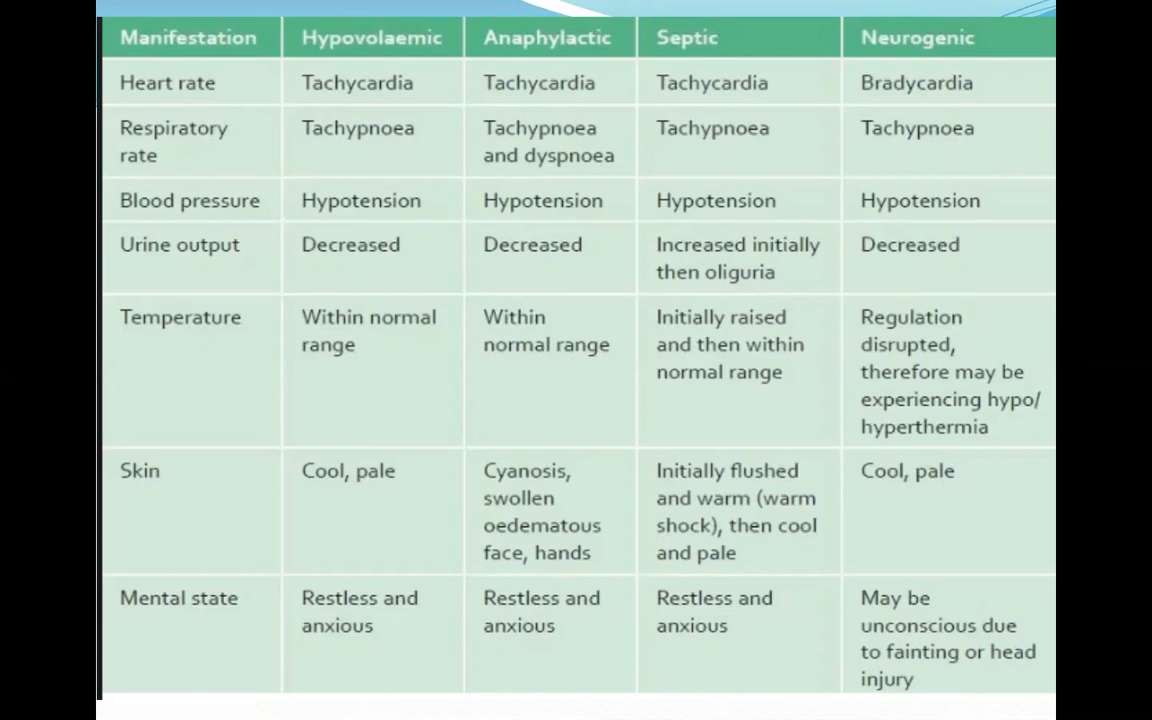 Manifestation Hypovolaemic Anaphylactic Septic Neurogenic
Heart rate Tachycardia Tachycardia Tachycardia Bradycardia
Respiratory Tachypnoea Tachypnoea Tachypnoea Tachypnoea
rate and dyspnoea
Blood pressure Hypotension Hypotension Hypotension Hypotension
Urine output Decreased Decreased Increased initially Decreased
then oliguria
Temperature Within normal Within Initially raised Regulation
range normal range and then within disrupted,
normal range therefore may be
experiencing hypo/
hyperthermia
Skin Cool, pale Cyanosis, Initially flushed Cool, pale
swollen and warm (warm
oedematous shock), then cool
face, hands and pale
Mental state Restless and Restless and Restless and May be
anxious anxious anxious unconscious due
to fainting or head
injury